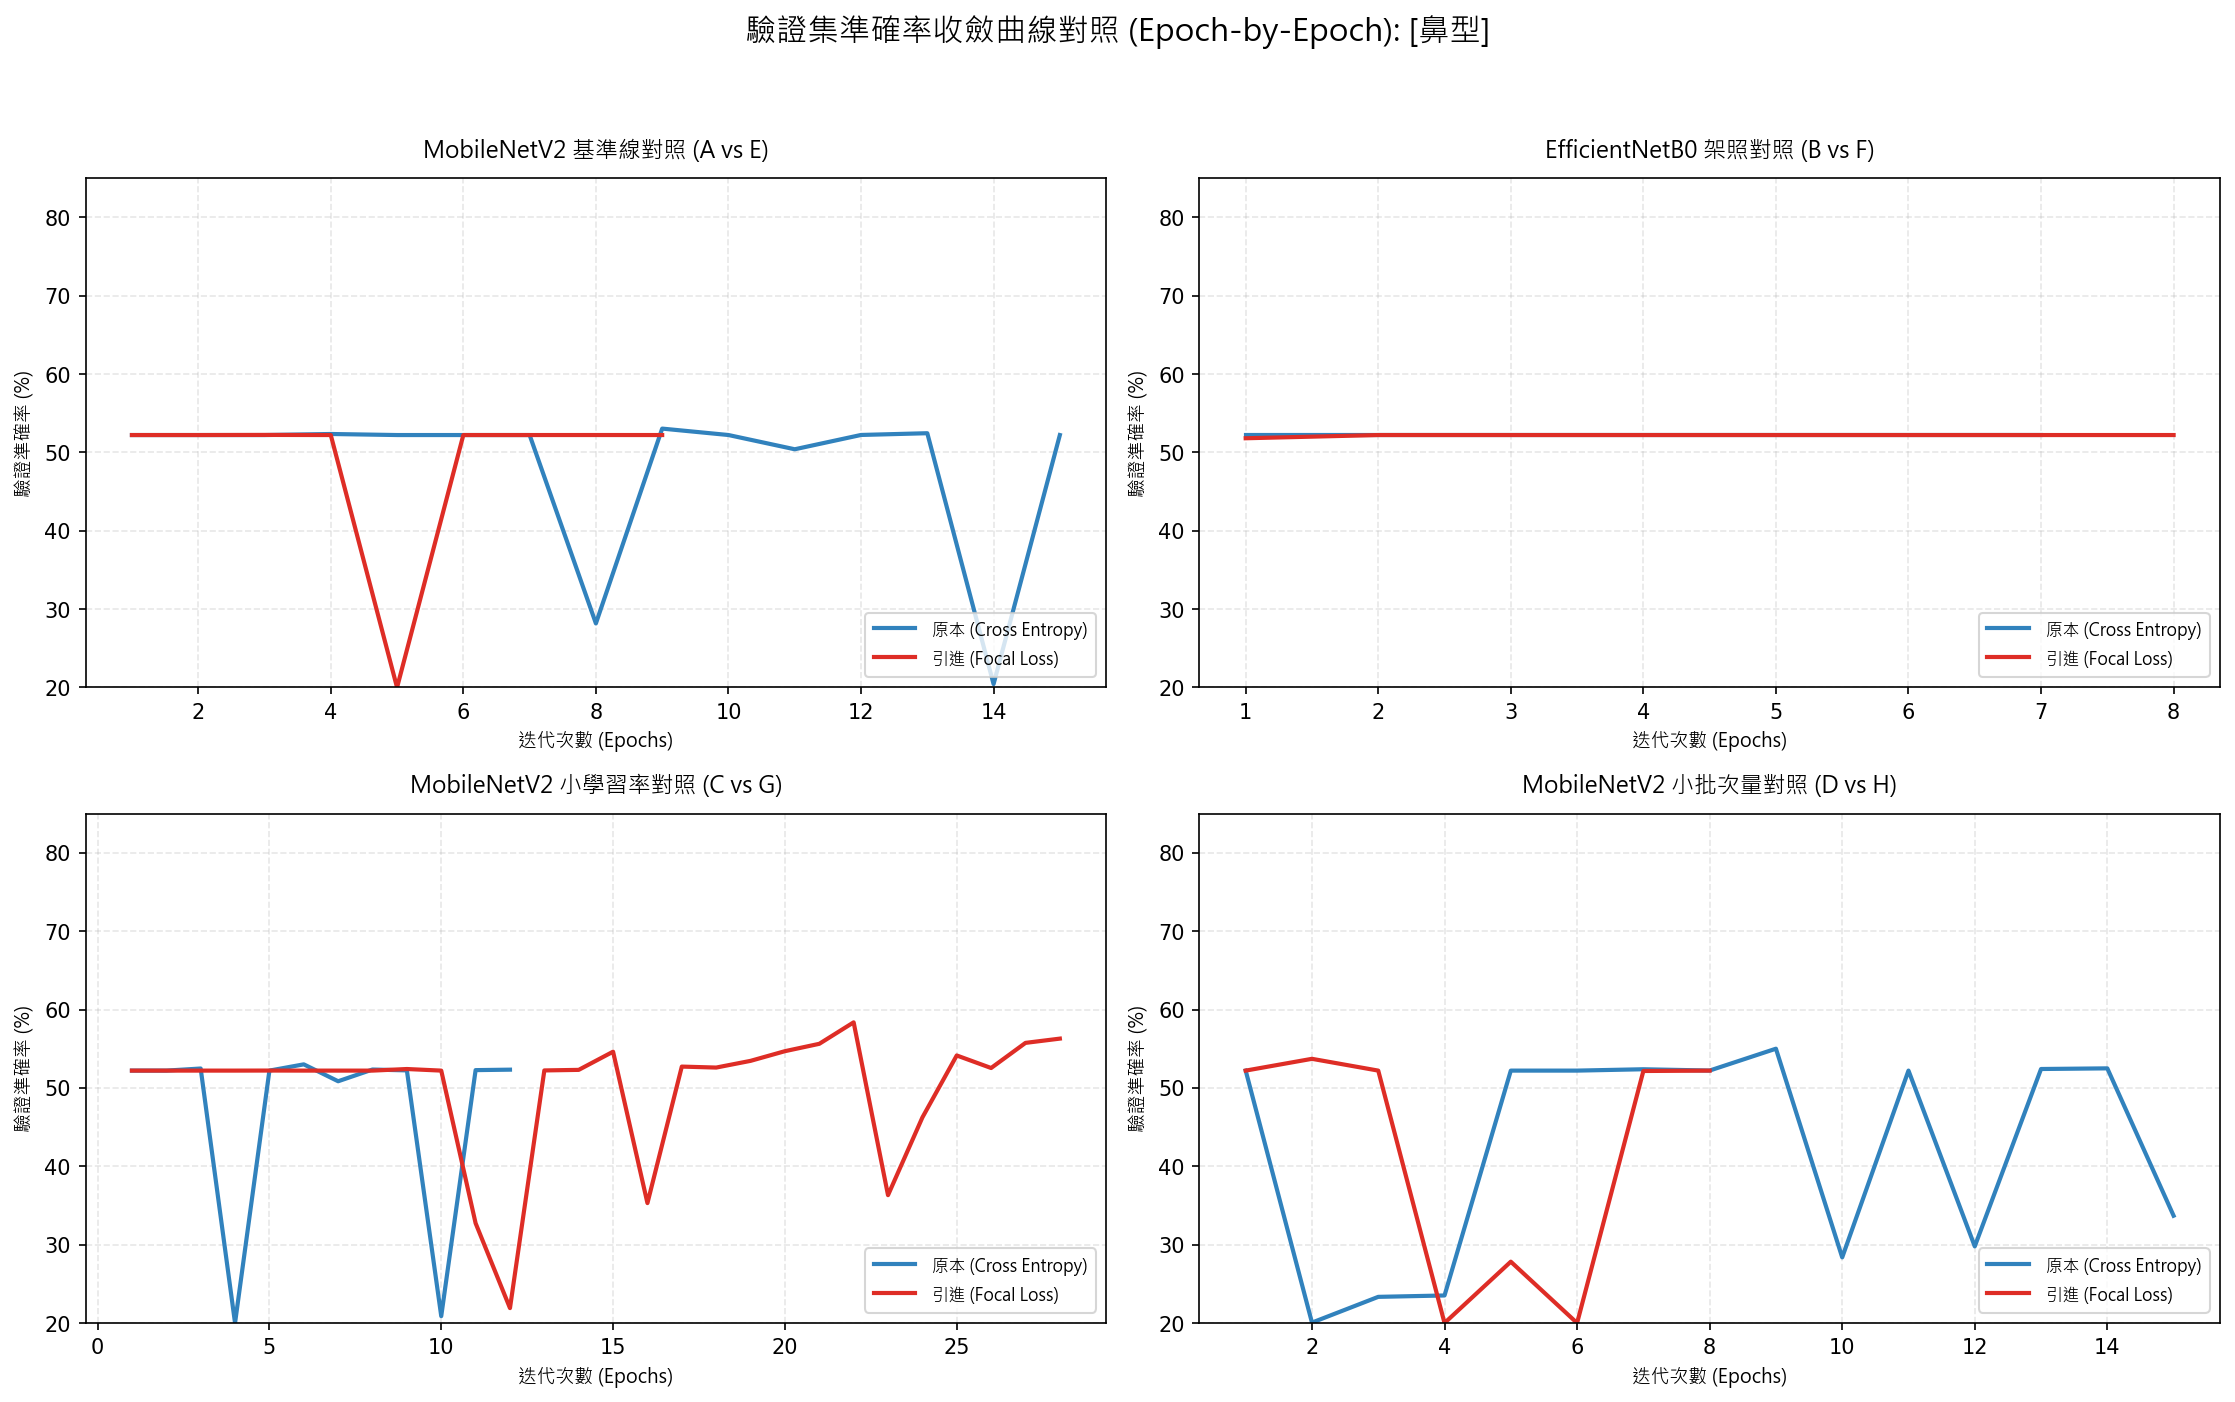 驗證集準確率收斂曲線對照 (Epoch-by-Epoch): [鼻型]
MobileNetV2 基準線對照 (A vs E)
驗證準確率 (%)
80
70
60
50
40
30
20
2 4 6 8 10 12 14
迭代次數 (Epochs)
原本 (Cross Entropy)
引進 (Focal Loss)
EfficientNetB0 架照對照 (B vs F)
驗證準確率 (%)
80
70
60
50
40
30
20
1 2 3 4 5 6 7 8
迭代次數 (Epochs)
原本 (Cross Entropy)
引進 (Focal Loss)
MobileNetV2 小學習率對照 (C vs G)
驗證準確率 (%)
80
70
60
50
40
30
20
0 5 10 15 20 25
迭代次數 (Epochs)
原本 (Cross Entropy)
引進 (Focal Loss)
MobileNetV2 小批次量對照 (D vs H)
驗證準確率 (%)
80
70
60
50
40
30
20
2 4 6 8 10 12 14
迭代次數 (Epochs)
原本 (Cross Entropy)
引進 (Focal Loss)